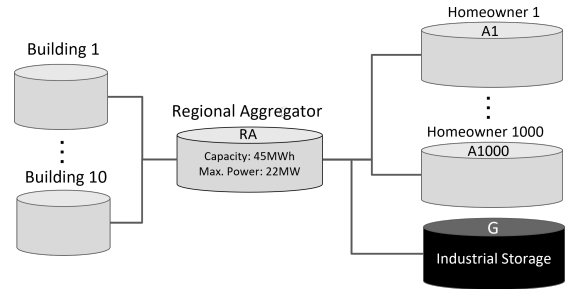 Building 1
Building 10
Regional Aggregator
RA
Capacity: 45MWh
Max. Power: 22MW
Homeowner 1
A1
Homeowner 1000
A1000
G
Industrial Storage